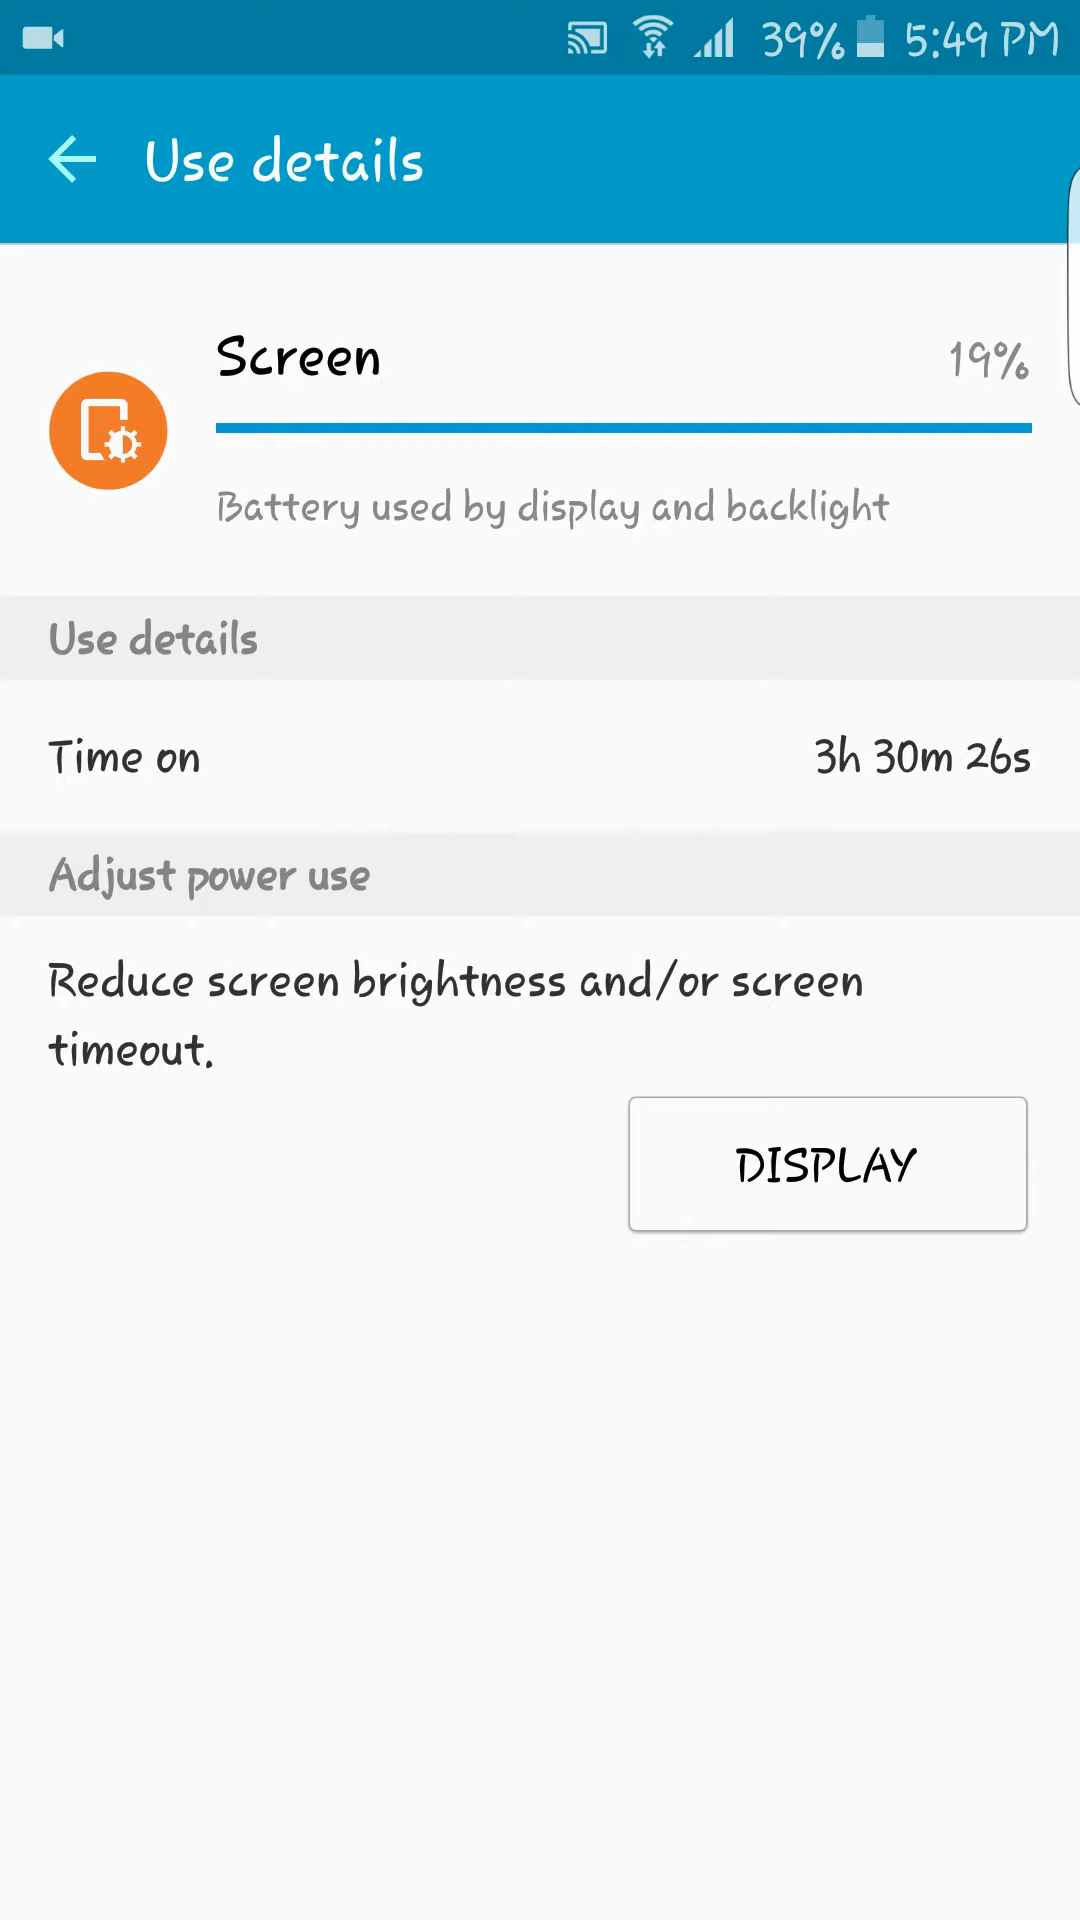 39% 5:49 PM
Use details
Screen 19%
Battery used by display and backlight
Use details
Time on 3h 30m 26s
Adjust power use
Reduce screen brightness and/or screen
timeout.
DISPLAY